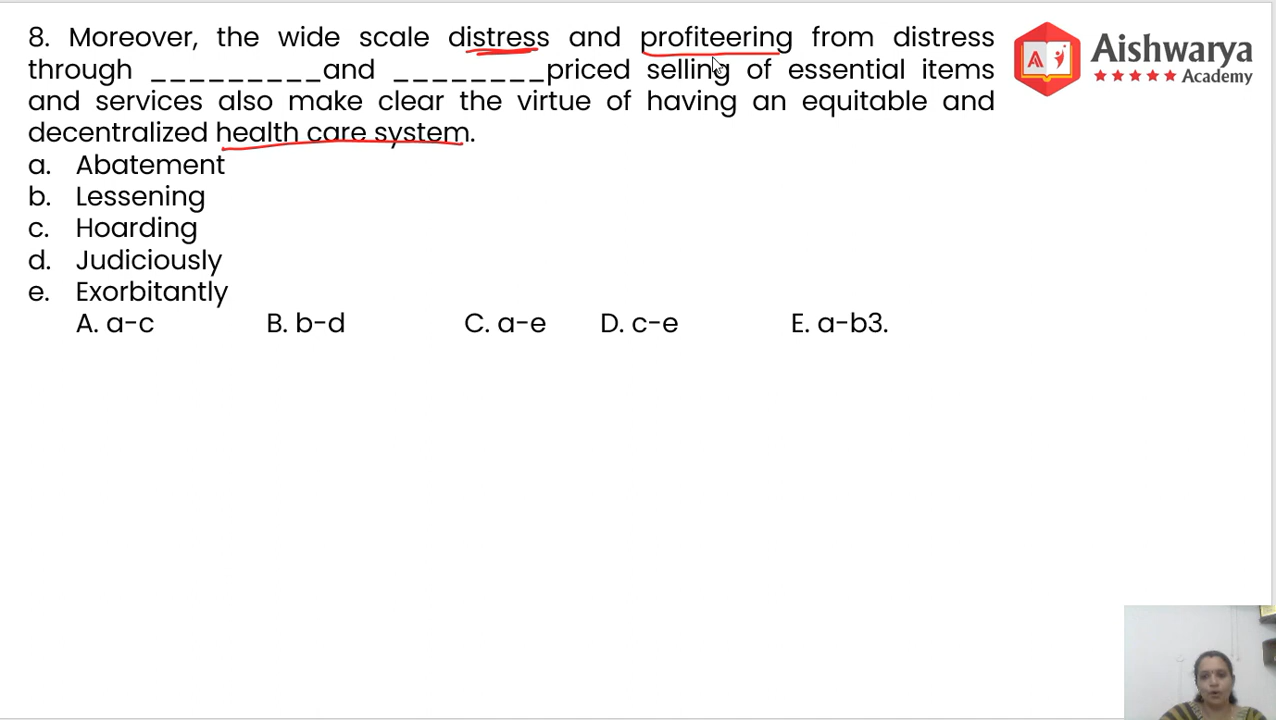 8. Moreover, the wide scale distress and profiteering from distress
through _________and ________priced selling of essential items
and services also make clear the virtue of having an equitable and
decentralized health care system.
a. Abatement
b. Lessening
c. Hoarding
d. Judiciously
e. Exorbitantly
A. a-c B. b-d C. a-e D. c-e E. a-b3.
Aishwarya
Academy
A